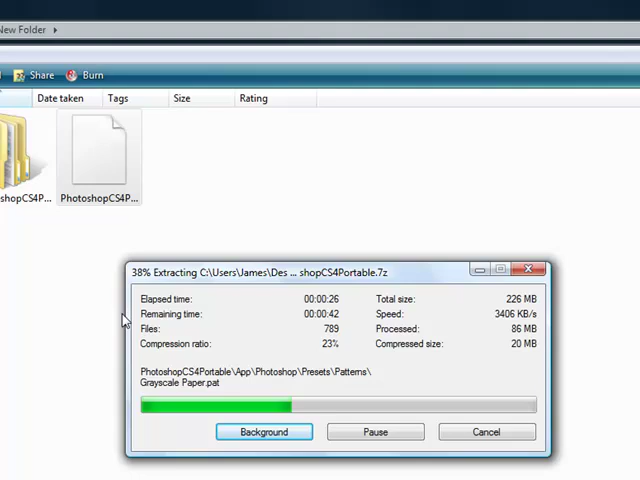 New Folder
Share Burn
Date taken Tags Size Rating
shopCS4P... PhotoshopCS4P...
38% Extracting C:\Users\James\Des ... shopCS4Portable.7z
Elapsed time: 00:00:26 Total size: 226 MB
Remaining time: 00:00:42 Speed: 3406 KB/s
Files: 789 Processed: 86 MB
Compression ratio: 23% Compressed size: 20 MB
PhotoshopCS4Portable\App\Photoshop\Presets\Patterns\
Grayscale Paper.pat
Background Pause Cancel